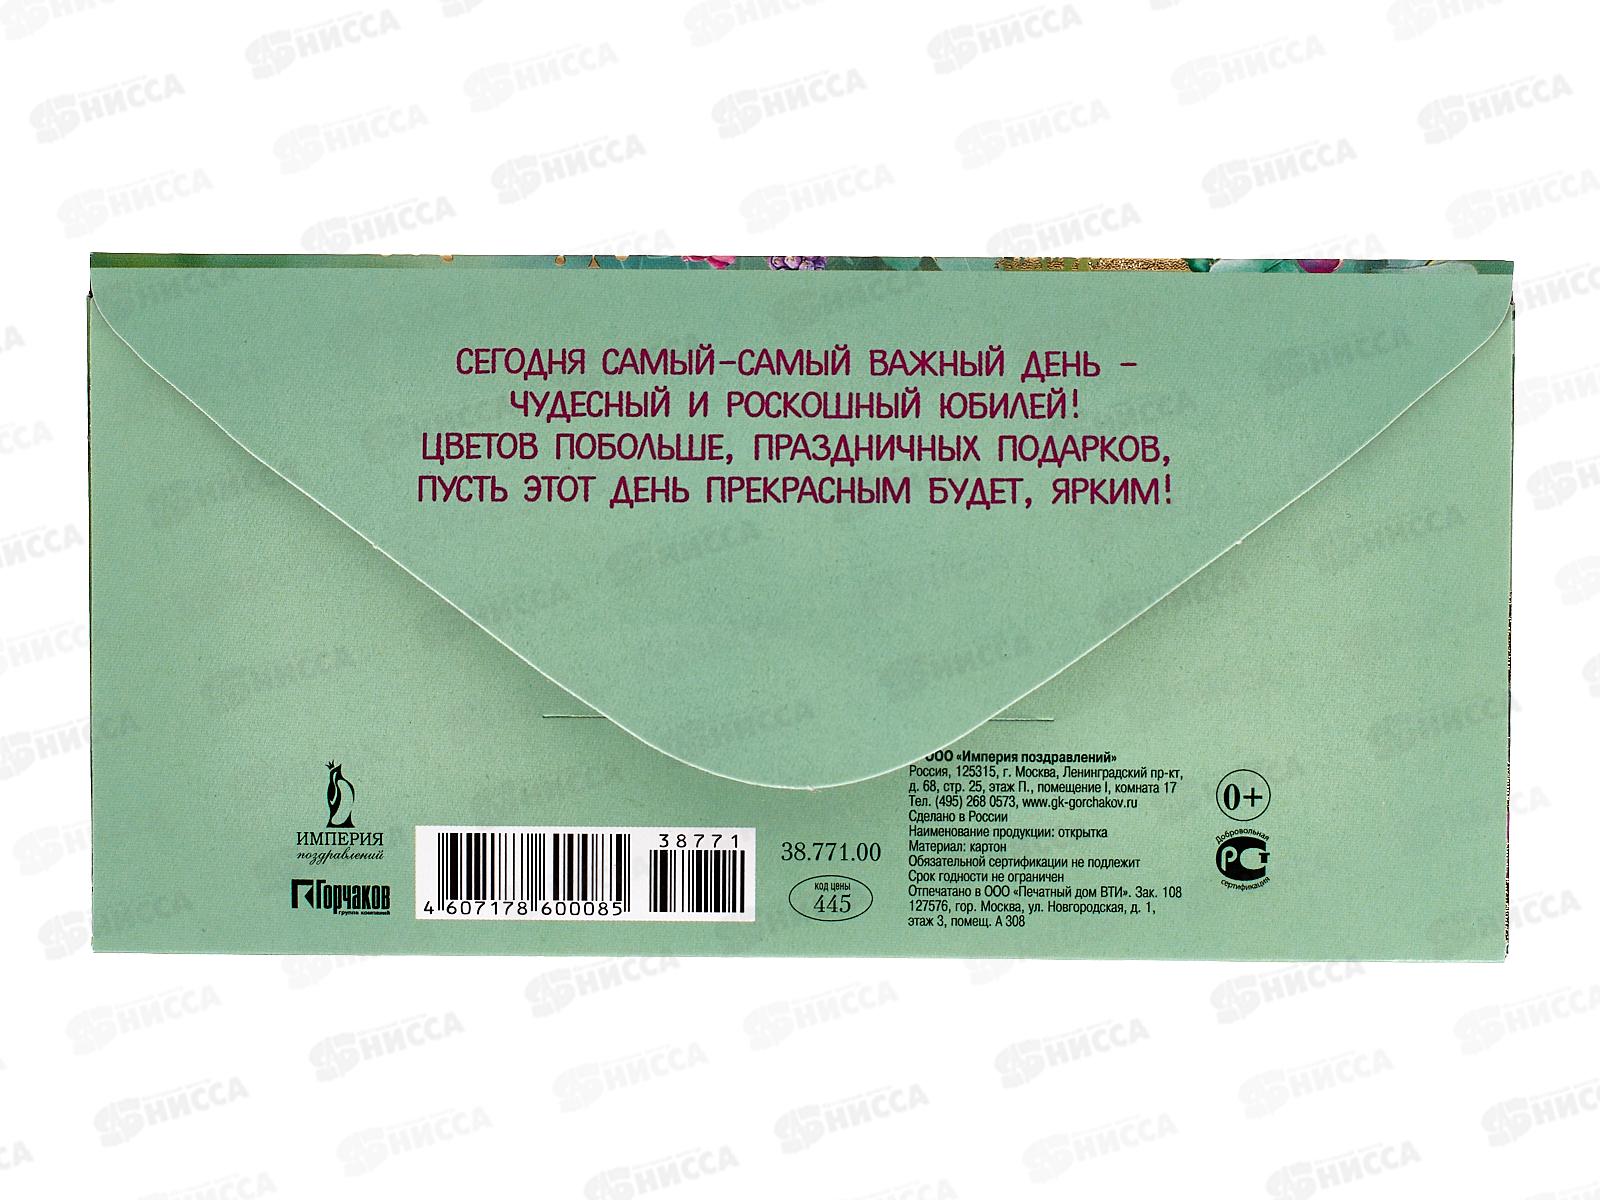 СЕГОДНЯ САМЫЙ-САМЫЙ ВАЖНЫЙ ДЕНЬ –
ЧУДЕСНЫЙ И РОСКОШНЫЙ ЮБИЛЕЙ!
ЦВЕТОВ ПОБОЛЬШЕ, ПРАЗДНИЧНЫХ ПОДАРКОВ,
ПУСТЬ ЭТОТ ДЕНЬ ПРЕКРАСНЫМ БУДЕТ, ЯРКИМ!
ИМПЕРИЯ
поздравлений
Горчаков
группа компаний
38771
4 607178 600085
38.771.00
код цены
445
ООО «Империя поздравлений»
Россия, 125315, г. Москва, Ленинградский пр-кт,
д. 68, стр. 25, этаж П., помещение I, комната 17
Тел. (495) 268 0573, www.gk-gorchakov.ru
Сделано в России
Наименование продукции: открытка
Материал: картон
Обязательной сертификации не подлежит
Срок годности не ограничен
Отпечатано в ООО «Печатный дом ВТИ». Зак. 108
127576, гор. Москва, ул. Новгородская, д. 1,
этаж 3, помещ. А 308
0+
Добровольная
РСТ
сертификация
НИССА